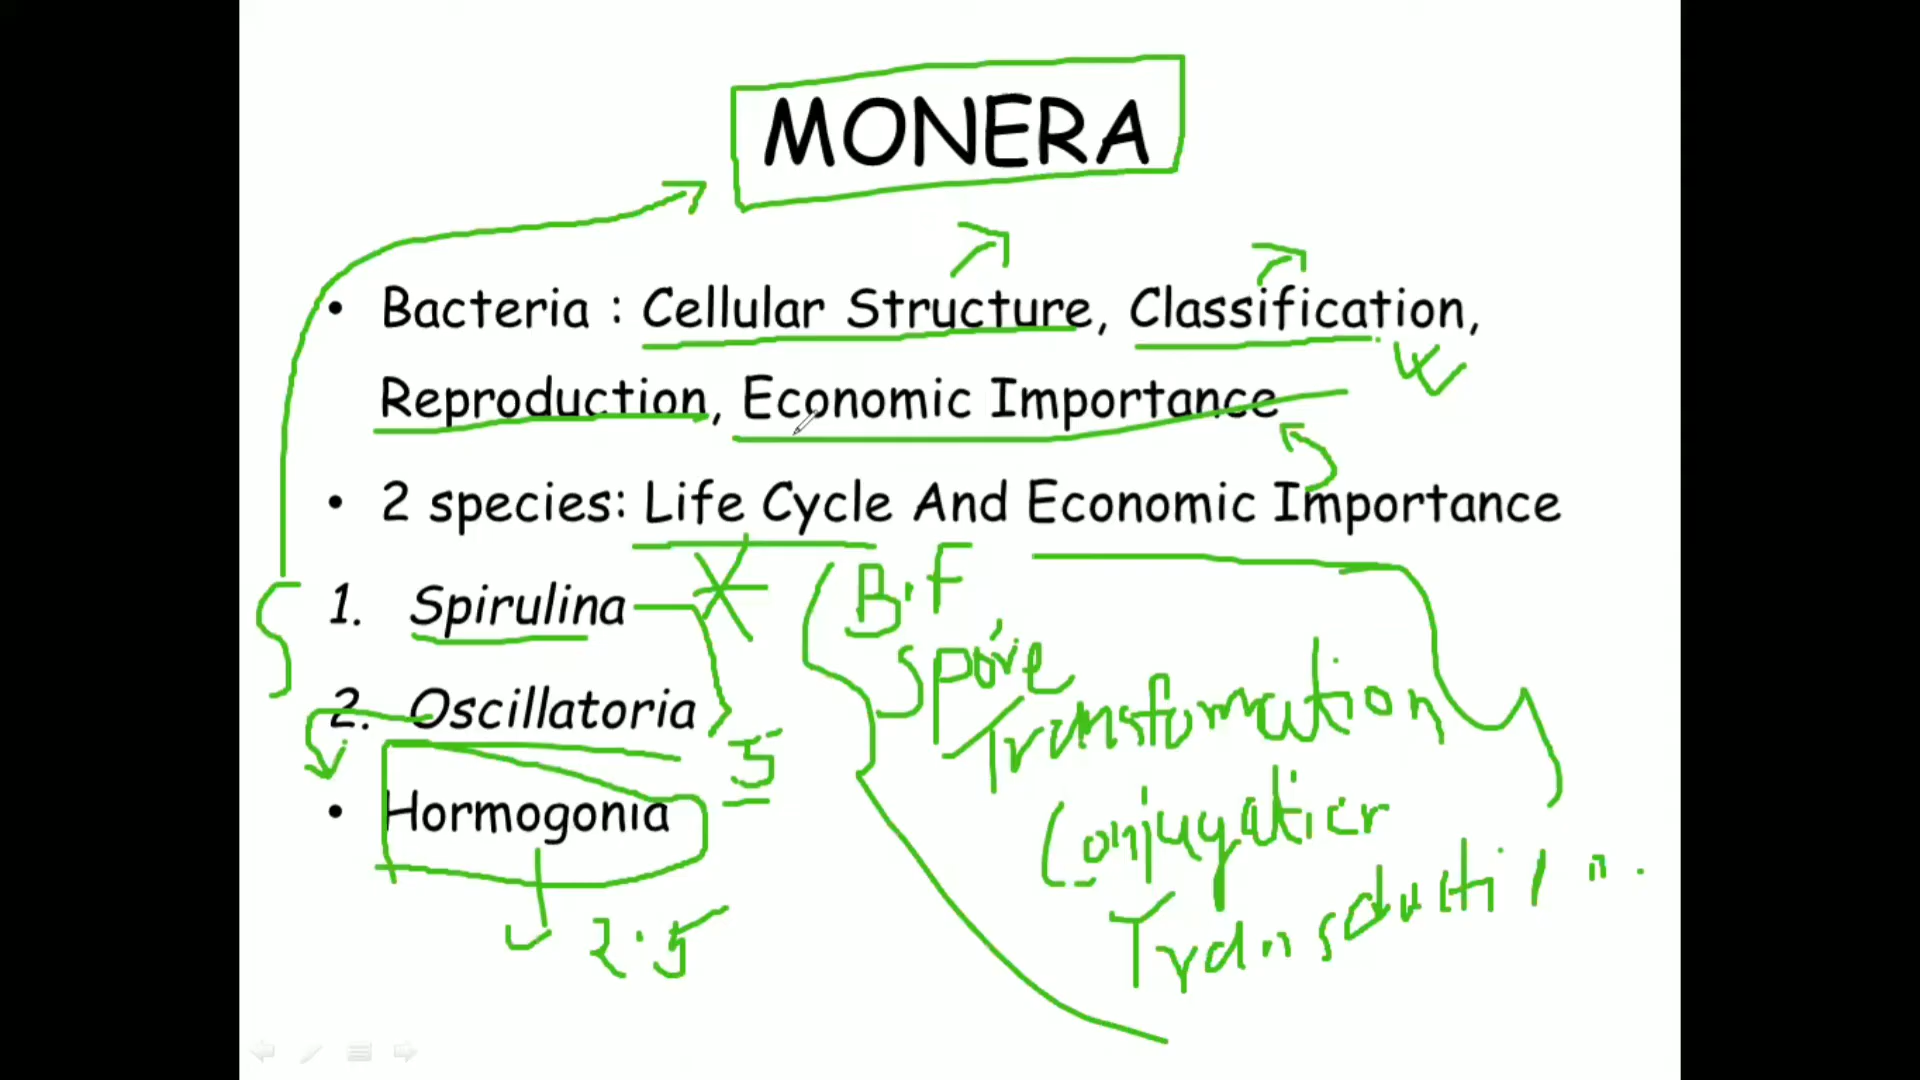 MONERA
• Bacteria : Cellular Structure, Classification,
Reproduction, Economic Importance
• 2 species: Life Cycle And Economic Importance
1. Spirulina
2. Oscillatoria
• Hormogonia
B.F
Spore
Transformation
Conjugation
Transduction.
5
2.5